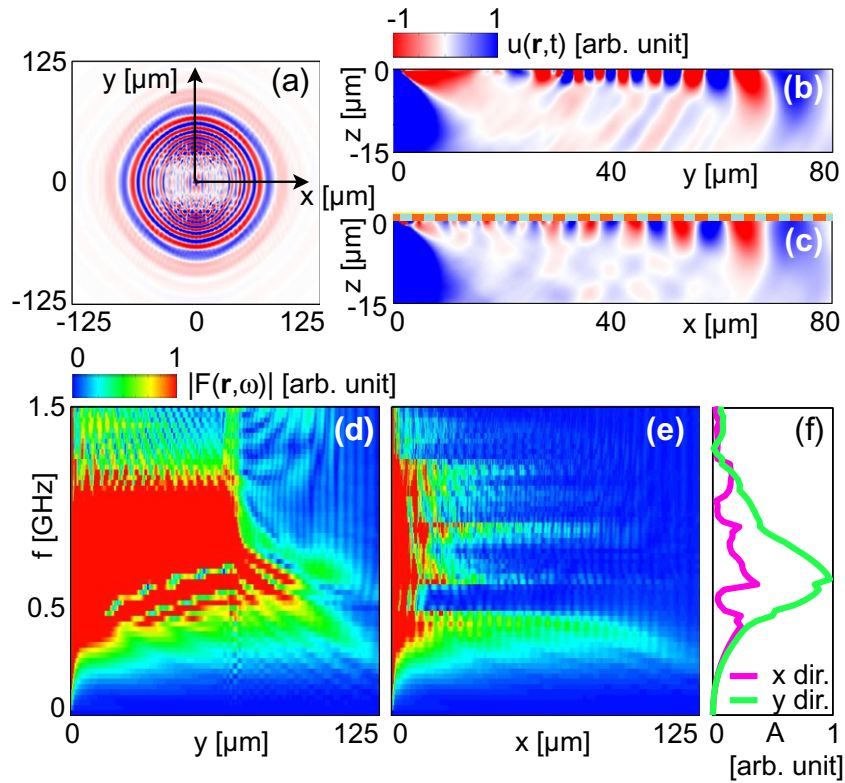 -1 1
u(r,t) [arb. unit]
125
y [µm]
(a)
0
x [µm]
-125
-125 0 125
0
z [µm]
-15
(b)
0 40 y [µm] 80
0
z [µm]
-15
(c)
0 40 x [µm] 80
0 1
|F(r,ω)| [arb. unit]
1.5
f [GHz]
0.5
0
(d)
0 y [µm] 125
(e)
0 x [µm] 125
(f)
x dir.
y dir.
0 A 1
[arb. unit]